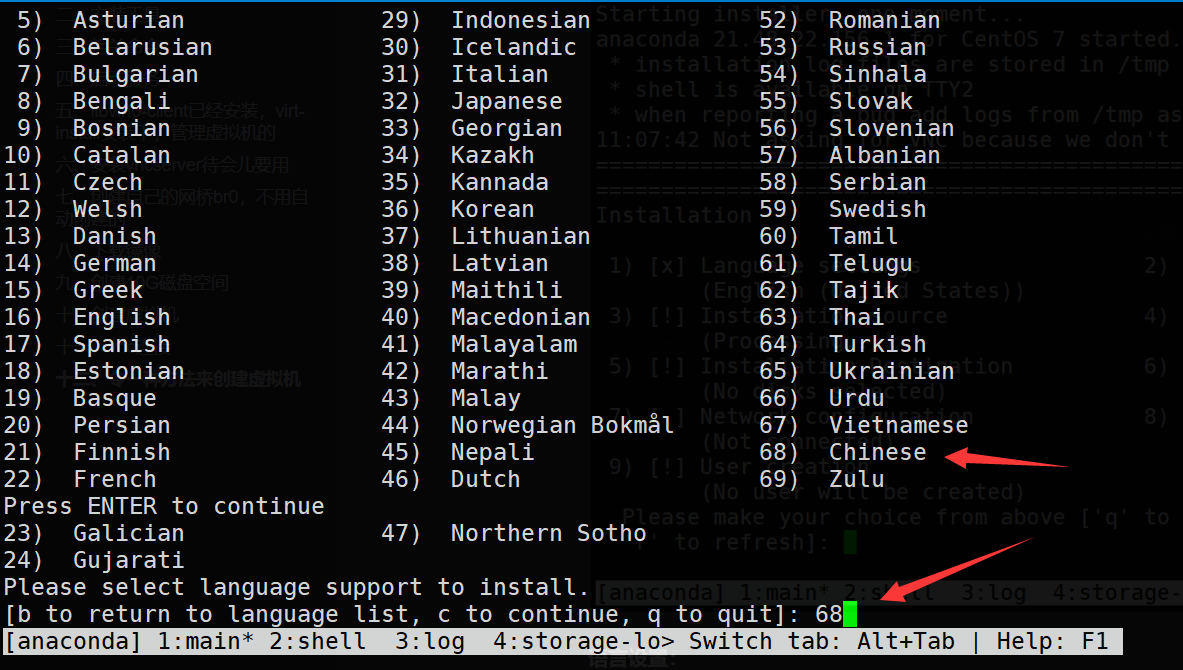 5) Asturian 29) Indonesian 52) Romanian
6) Belarusian 30) Icelandic 53) Russian
7) Bulgarian 31) Italian 54) Sinhala
8) Bengali 32) Japanese 55) Slovak
9) Bosnian 33) Georgian 56) Slovenian
10) Catalan 34) Kazakh 57) Albanian
11) Czech 35) Kannada 58) Serbian
12) Welsh 36) Korean 59) Swedish
13) Danish 37) Lithuanian 60) Tamil
14) German 38) Latvian 61) Telugu
15) Greek 39) Maithili 62) Tajik
16) English 40) Macedonian 63) Thai
17) Spanish 41) Malayalam 64) Turkish
18) Estonian 42) Marathi 65) Ukrainian
19) Basque 43) Malay 66) Urdu
20) Persian 44) Norwegian Bokmål 67) Vietnamese
21) Finnish 45) Nepali 68) Chinese
22) French 46) Dutch 69) Zulu
Press ENTER to continue
23) Galician 47) Northern Sotho
24) Gujarati
Please select language support to install.
[b to return to language list, c to continue, q to quit]: 68
[anaconda] 1:main* 2:shell 3:log 4:storage-lo> Switch tab: Alt+Tab | Help: F1